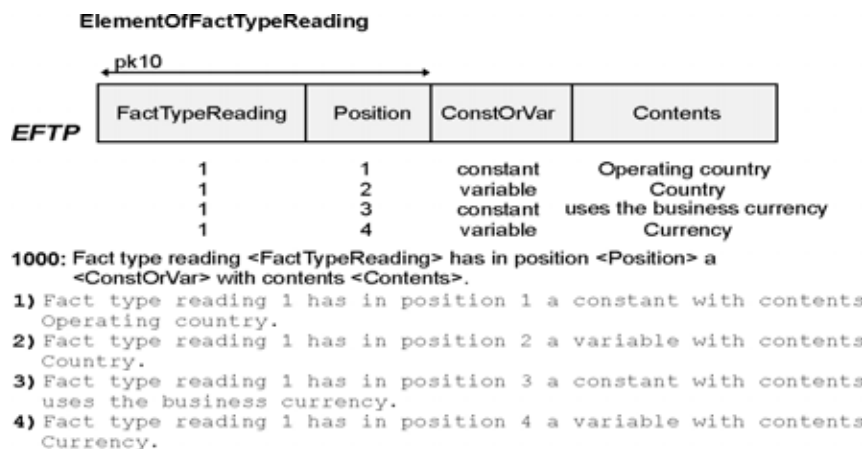 ElementOfFactTypeReading
pk10
FactTypeReading Position ConstOrVar Contents
EFTP
1 1 constant Operating country
1 2 variable Country
1 3 constant uses the business currency
1 4 variable Currency
1000: Fact type reading <FactTypeReading> has in position <Position> a
<ConstOrVar> with contents <Contents>.
1) Fact type reading 1 has in position 1 a constant with contents
Operating country.
2) Fact type reading 1 has in position 2 a variable with contents
Country.
3) Fact type reading 1 has in position 3 a constant with contents
uses the business currency.
4) Fact type reading 1 has in position 4 a variable with contents
Currency.